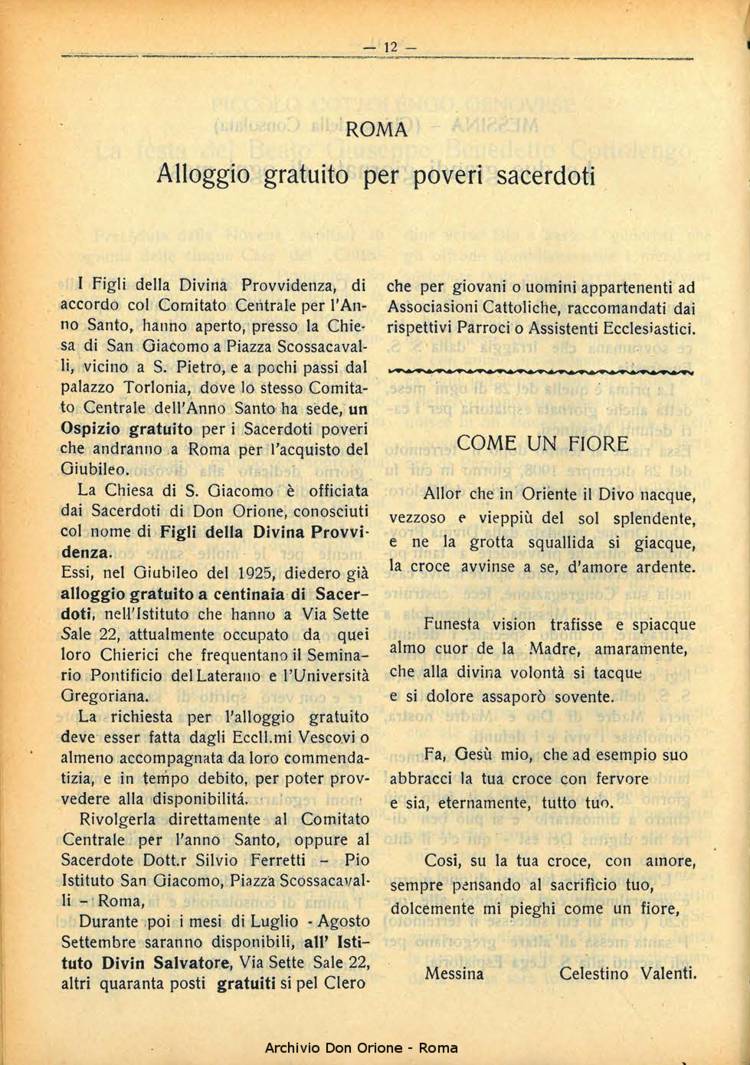 — 12 —
ROMA
Alloggio gratuito per poveri sacerdoti
I Figli della Divina Provvidenza, di
accordo col Comitato Centrale per l'An-
no Santo, hanno aperto, presso la Chie-
sa di San Giacomo a Piazza Scossacaval-
li, vicino a S. Pietro, e a pochi passi dal
palazzo Torlonia, dove lo stesso Comita-
to Centrale dell'Anno Santo ha sede, un
Ospizio gratuito per i Sacerdoti poveri
che andranno a Roma per l'acquisto del
Giubileo.
La Chiesa di S. Giacomo è officiata
dai Sacerdoti di Don Orione, conosciuti
col nome di Figli della Divina Provvi-
denza.
Essi, nel Giubileo del 1925, diedero già
alloggio gratuito a centinaia di Sacer-
doti, nell'Istituto che hanno a Via Sette
Sale 22, attualmente occupato da quei
loro Chierici che frequentano il Semina-
rio Pontificio del Laterano e l'Università
Gregoriana.
La richiesta per l'alloggio gratuito
deve esser fatta dagli Eccll.mi Vescovi o
almeno accompagnata da loro commenda-
tizia, e in tempo debito, per poter prov-
vedere alla disponibilitá.
Rivolgerla direttamente al Comitato
Centrale per l'anno Santo, oppure al
Sacerdote Dott.r Silvio Ferretti – Pio
Istituto San Giacomo, Piazza Scossacaval-
li – Roma,
Durante poi i mesi di Luglio - Agosto
Settembre saranno disponibili, all' Isti-
tuto Divin Salvatore, Via Sette Sale 22,
altri quaranta posti gratuiti si pel Clero
che per giovani o uomini appartenenti ad
Associasioni Cattoliche, raccomandati dai
rispettivi Parroci o Assistenti Ecclesiastici.
COME UN FIORE
Allor che in Oriente il Divo nacque,
vezzoso e vieppiù del sol splendente,
e ne la grotta squallida si giacque,
la croce avvinse a se, d'amore ardente.
Funesta vision trafisse e spiacque
almo cuor de la Madre, amaramente,
che alla divina volontà si tacque
e si dolore assaporò sovente.
Fa, Gesù mio, che ad esempio suo
abbracci la tua croce con fervore
e sia, eternamente, tutto tuo.
Cosi, su la tua croce, con amore,
sempre pensando al sacrificio tuo,
dolcemente mi pieghi come un fiore,
Messina Celestino Valenti.
Archivio Don Orione - Roma